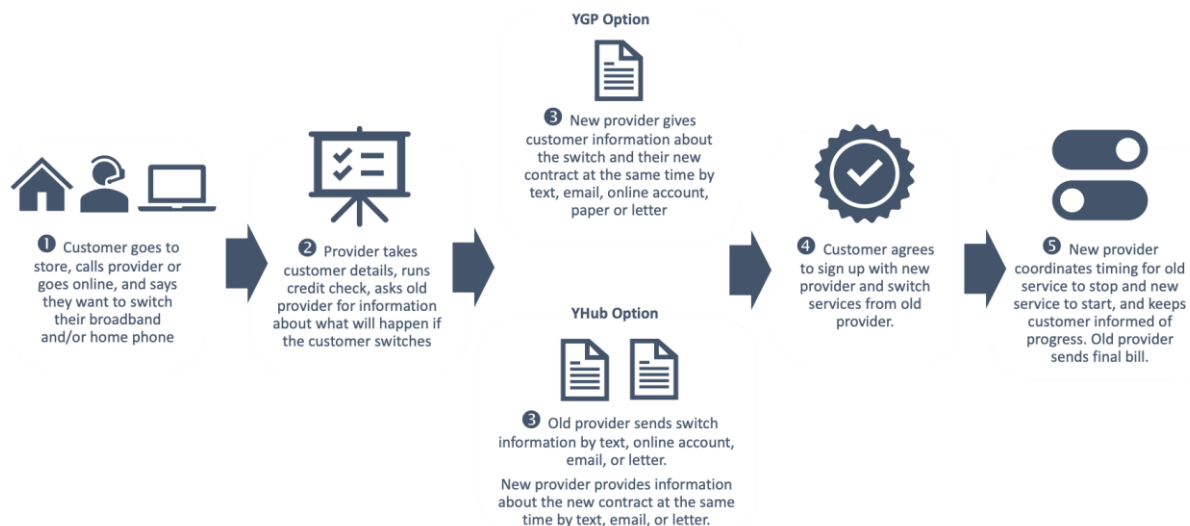 YGP Option
❸ New provider gives
customer information about
the switch and their new
contract at the same time by
text, email, online account,
paper or letter
❶ Customer goes to
store, calls provider or
goes online, and says
they want to switch
their broadband
and/or home phone
❷ Provider takes
customer details, runs
credit check, asks old
provider for information
about what will happen if
the customer switches
YHub Option
❸ Old provider sends switch
information by text, online account,
email, or letter.
New provider provides information
about the new contract at the same
time by text, email, or letter.
❹ Customer agrees
to sign up with new
provider and switch
services from old
provider.
❺ New provider
coordinates timing for old
service to stop and new
service to start, and keeps
customer informed of
progress. Old provider
sends final bill.